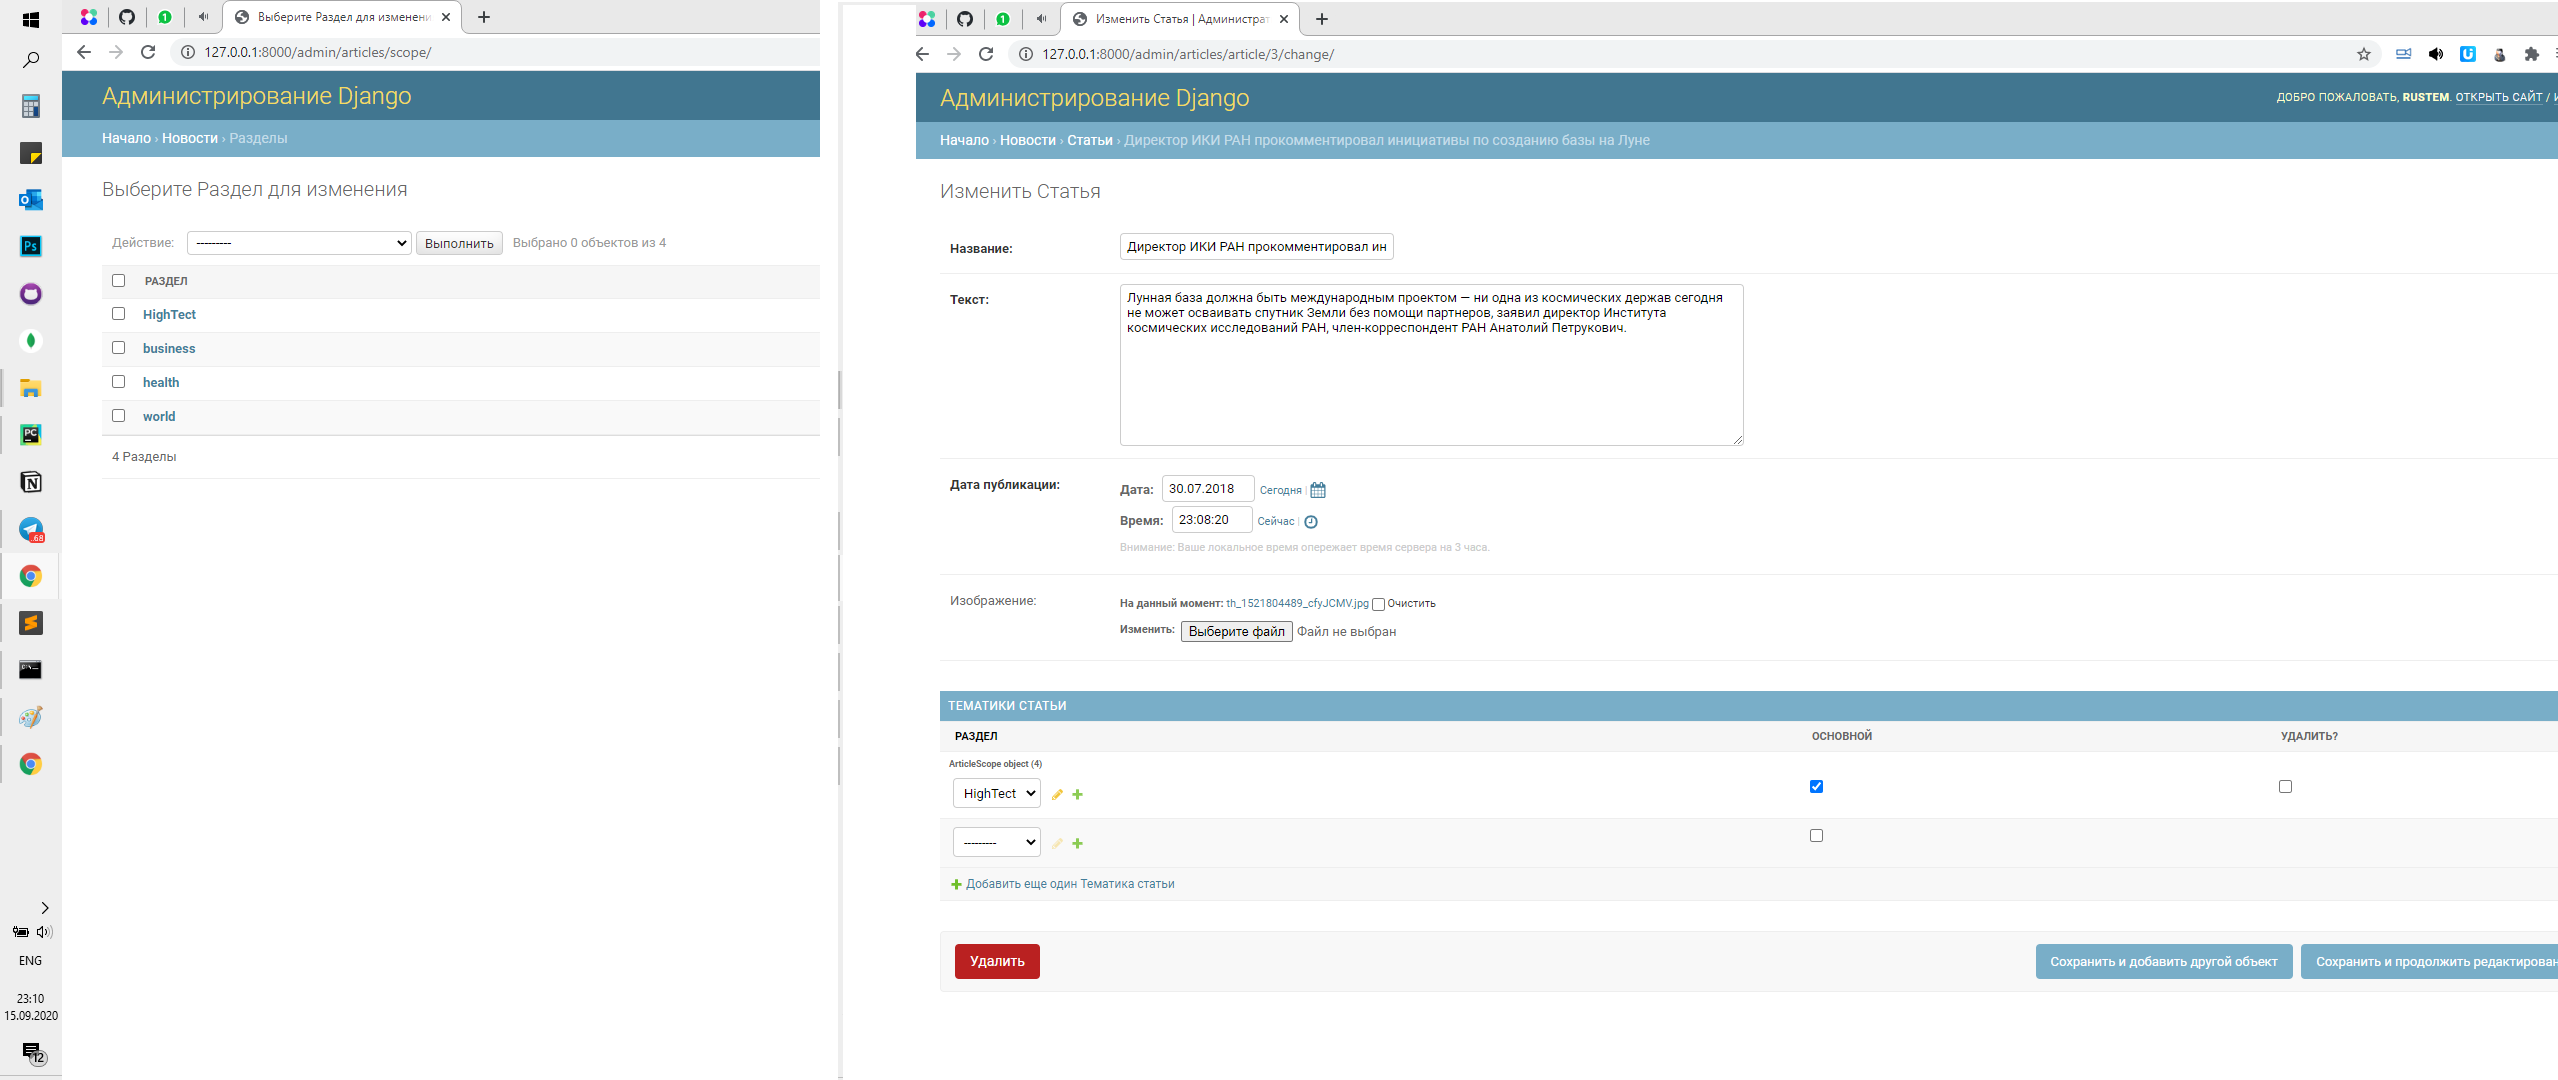 Выберите Раздел для изменени
127.0.0.1:8000/admin/articles/scope/
Администрирование Django
Начало › Новости › Разделы
Выберите Раздел для изменения
Действие: --------- Выполнить Выбрано 0 объектов из 4
РАЗДЕЛ
HighTect
business
health
world
4 Разделы
ENG
23:10
15.09.2020
12
Изменить Статья | Администрат
127.0.0.1:8000/admin/articles/article/3/change/
Администрирование Django
ДОБРО ПОЖАЛОВАТЬ, RUSTEM. ОТКРЫТЬ САЙТ /
Начало › Новости › Статьи › Директор ИКИ РАН прокомментировал инициативы по созданию базы на Луне
Изменить Статья
Название: Директор ИКИ РАН прокомментировал ин
Текст: Лунная база должна быть международным проектом — ни одна из космических держав сегодня
не может осваивать спутник Земли без помощи партнеров, заявил директор Института
космических исследований РАН, член-корреспондент РАН Анатолий Петрукович.
Дата публикации: Дата: 30.07.2018 Сегодня |
Время: 23:08:20 Сейчас |
Внимание: Ваше локальное время опережает время сервера на 3 часа.
Изображение: На данный момент: th_1521804489_cfyJCMV.jpg Очистить
Изменить: Выберите файл Файл не выбран
ТЕМАТИКИ СТАТЬИ
РАЗДЕЛ ОСНОВНОЙ УДАЛИТЬ?
ArticleScope object (4)
HighTect
---------
Добавить еще один Тематика статьи
Удалить Сохранить и добавить другой объект Сохранить и продолжить редактирован